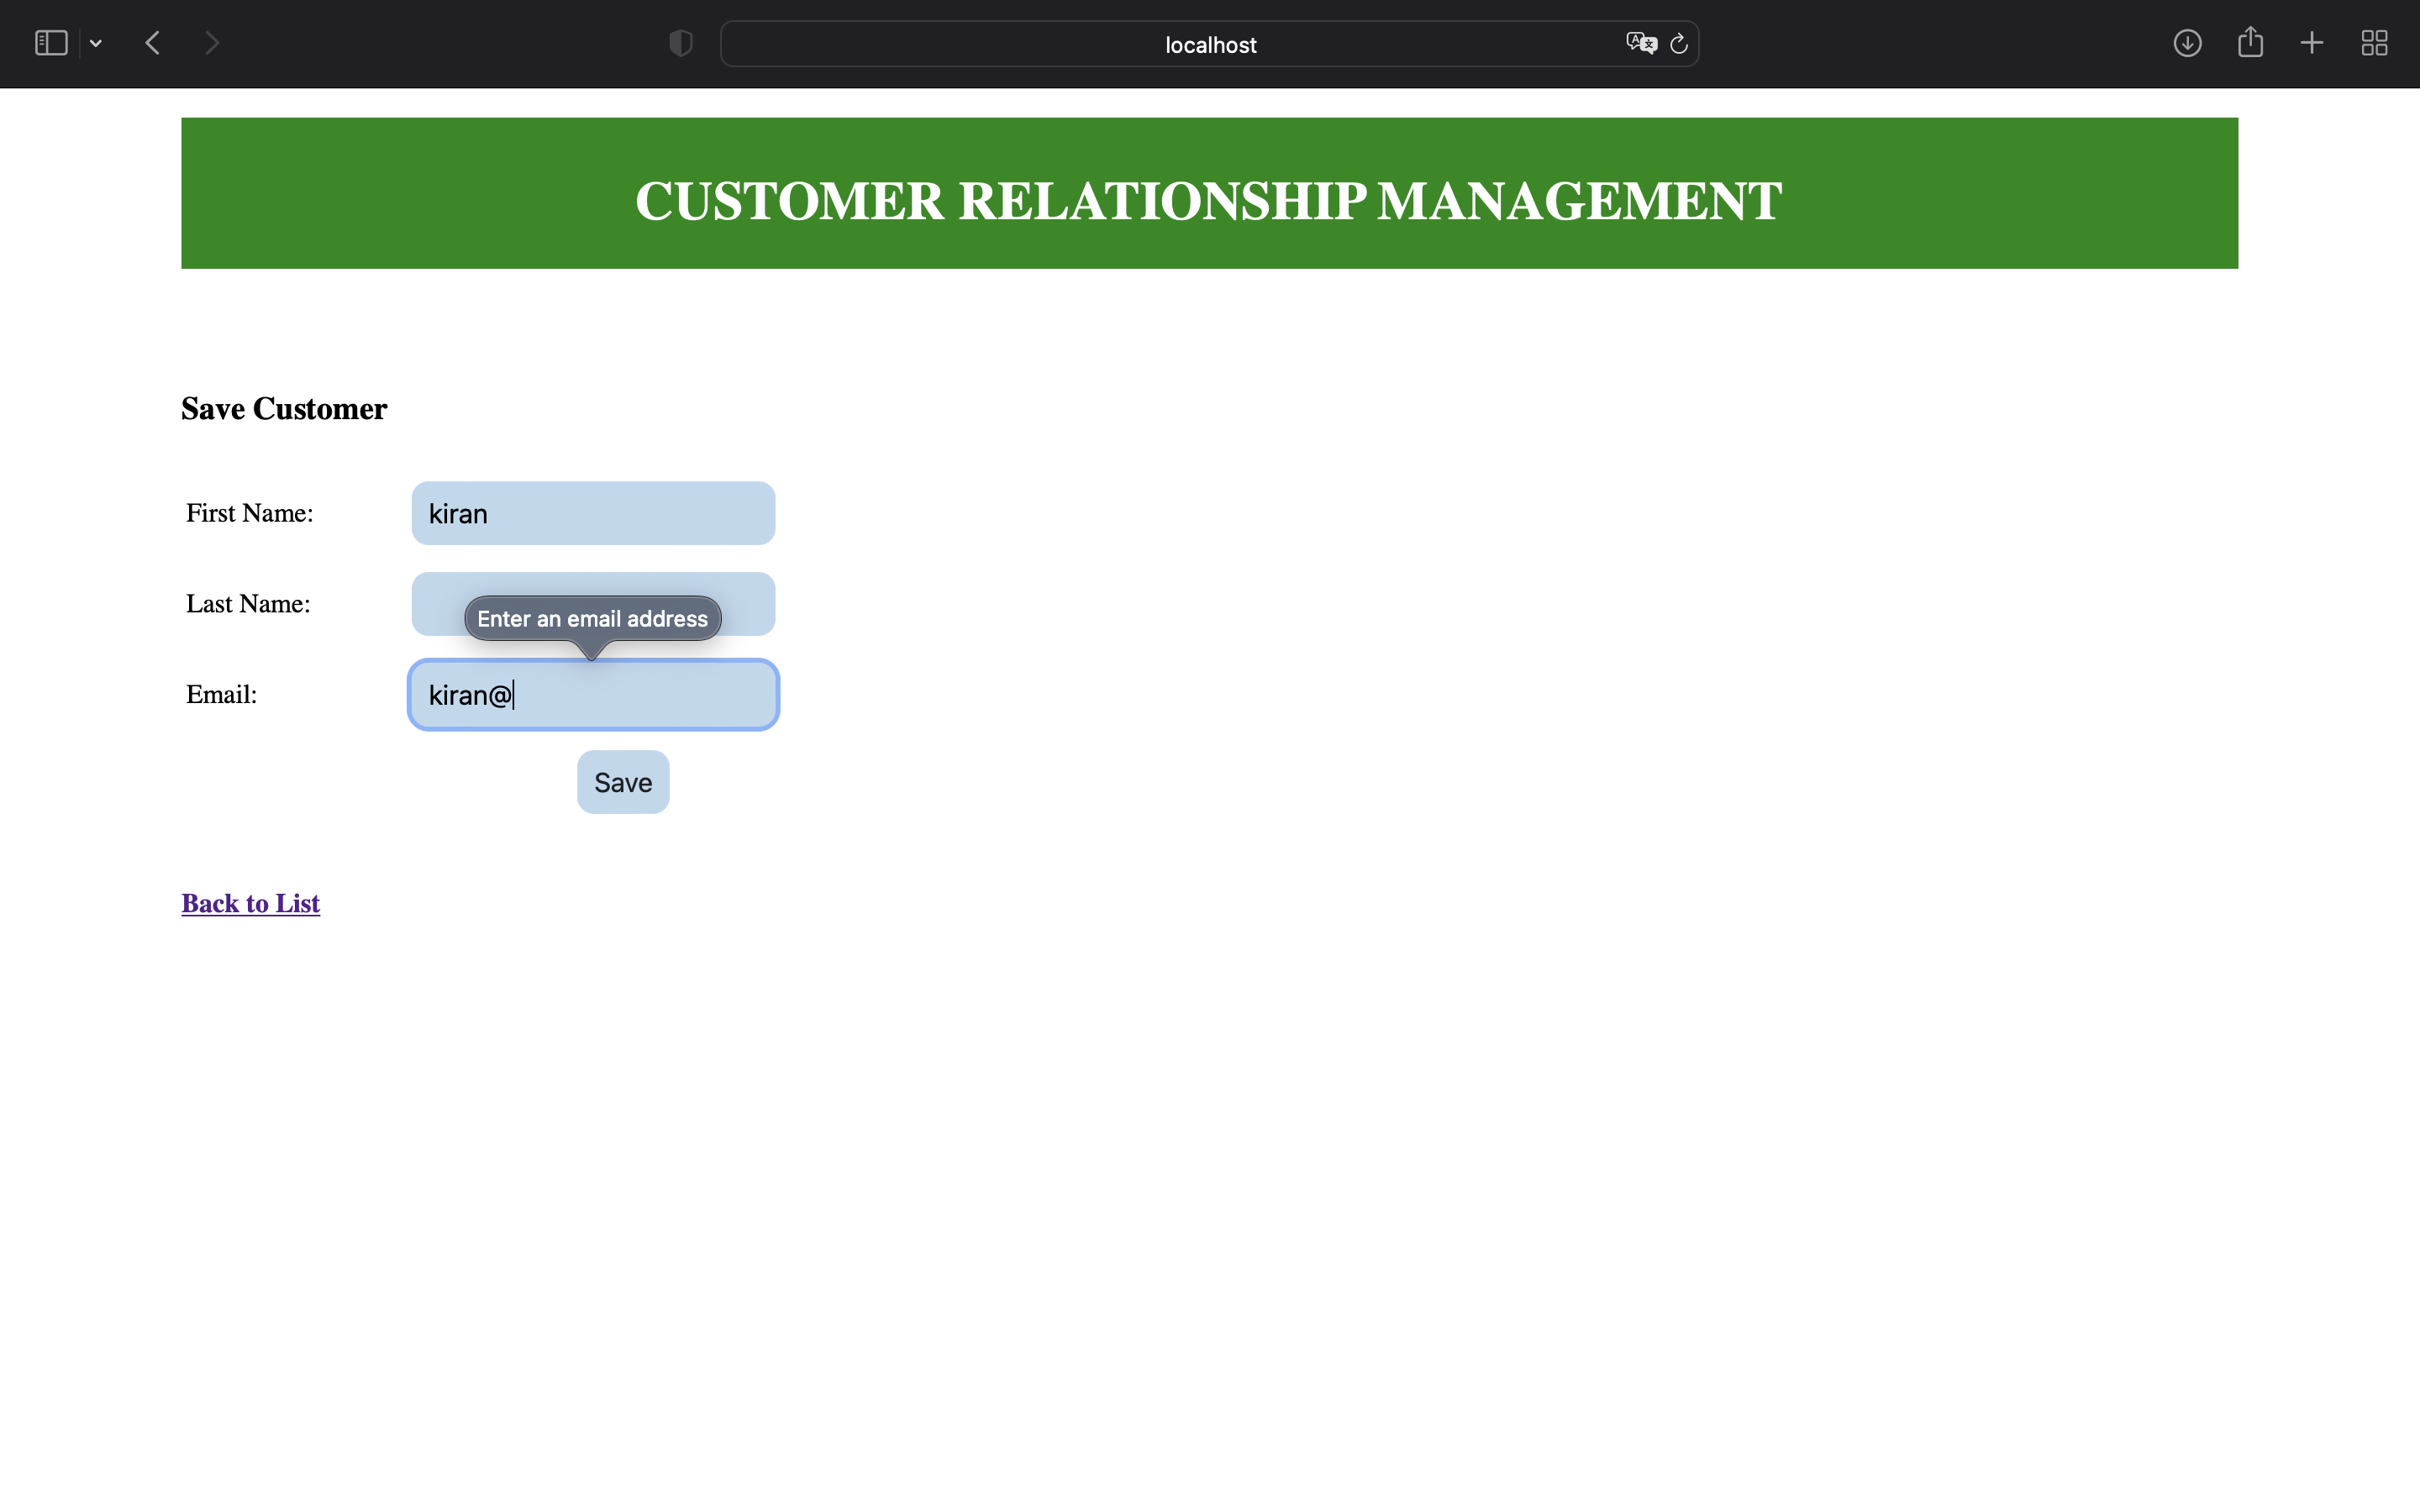 localhost
CUSTOMER RELATIONSHIP MANAGEMENT
Save Customer
First Name:
kiran
Last Name:
Enter an email address
Email:
kiran@
Save
Back to List